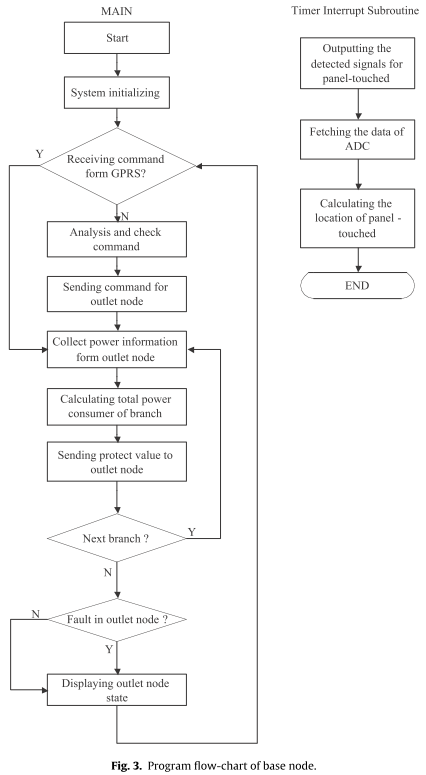 MAIN
Start
System initializing
Receiving command
form GPRS?
Y
N
Analysis and check
command
Sending command for
outlet node
Collect power information
form outlet node
Calculating total power
consumer of branch
Sending protect value to
outlet node
Next branch ?
Y
N
Fault in outlet node ?
N
Y
Displaying outlet node
state
Timer Interrupt Subroutine
Outputting the
detected signals for
panel-touched
Fetching the data of
ADC
Calculating the
location of panel -
touched
END
Fig. 3. Program flow-chart of base node.